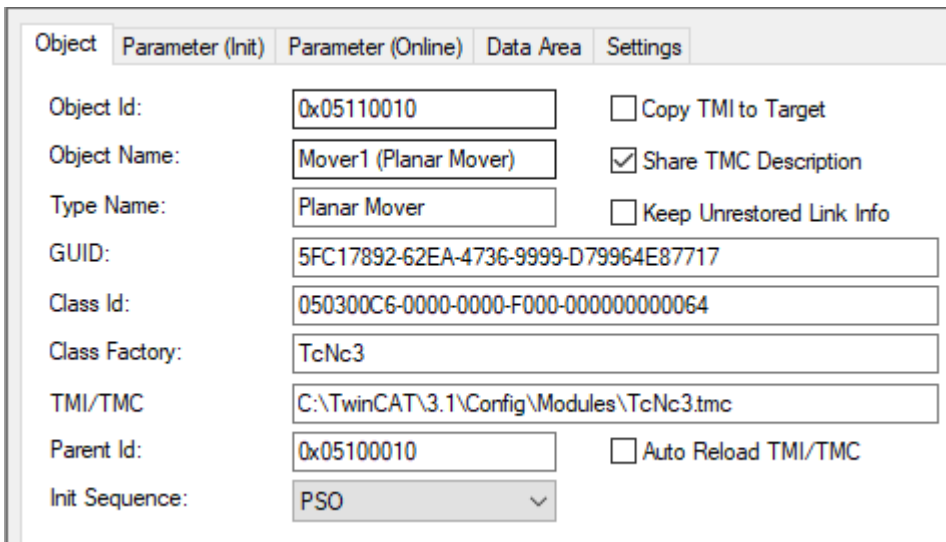 Object Parameter (Init) Parameter (Online) Data Area Settings
Object Id: 0x05110010 Copy TMI to Target
Object Name: Mover1 (Planar Mover) Share TMC Description
Type Name: Planar Mover Keep Unrestored Link Info
GUID: 5FC17892-62EA-4736-9999-D79964E87717
Class Id: 050300C6-0000-0000-F000-000000000064
Class Factory: TcNc3
TMI/TMC C:\TwinCAT\3.1\Config\Modules\TcNc3.tmc
Parent Id: 0x05100010 Auto Reload TMI/TMC
Init Sequence: PSO